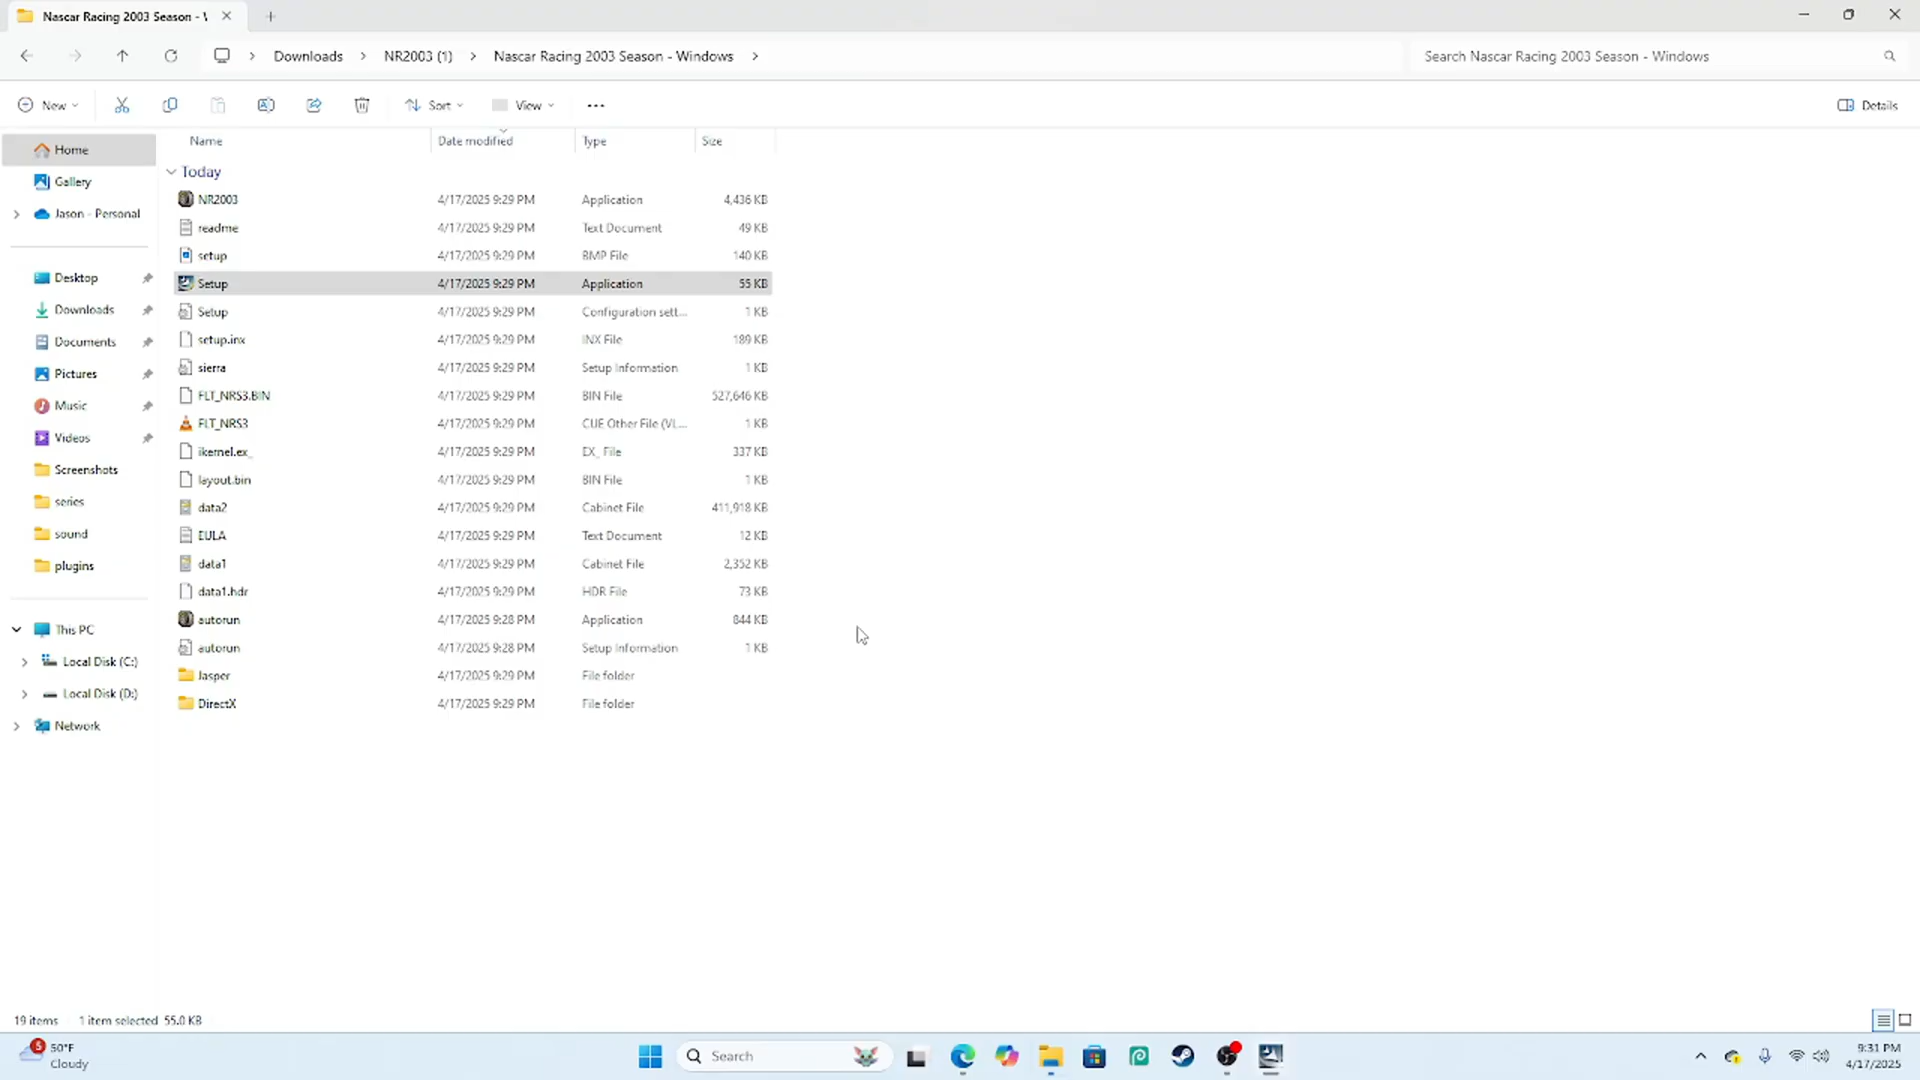 Nascar Racing 2003 Season - \
Downloads > NR2003 (1) > Nascar Racing 2003 Season - Windows >
Search Nascar Racing 2003 Season - Windows
New
Sort
View
Details
Name Date modified Type Size
Today
NR2003 4/17/2025 9:29 PM Application 4,436 KB
readme 4/17/2025 9:29 PM Text Document 49 KB
setup 4/17/2025 9:29 PM BMP File 140 KB
Setup 4/17/2025 9:29 PM Application 55 KB
Setup 4/17/2025 9:29 PM Configuration sett... 1 KB
setup.inx 4/17/2025 9:29 PM INX File 189 KB
sierra 4/17/2025 9:29 PM Setup Information 1 KB
FLT_NRS3.BIN 4/17/2025 9:29 PM BIN File 527,646 KB
FLT_NRS3 4/17/2025 9:29 PM CUE Other File (VL... 1 KB
ikernel.ex_ 4/17/2025 9:29 PM EX_ File 337 KB
layout.bin 4/17/2025 9:29 PM BIN File 1 KB
data2 4/17/2025 9:29 PM Cabinet File 411,918 KB
EULA 4/17/2025 9:29 PM Text Document 12 KB
data1 4/17/2025 9:29 PM Cabinet File 2,352 KB
data1.hdr 4/17/2025 9:29 PM HDR File 73 KB
autorun 4/17/2025 9:28 PM Application 844 KB
autorun 4/17/2025 9:28 PM Setup Information 1 KB
Jasper 4/17/2025 9:29 PM File folder
DirectX 4/17/2025 9:29 PM File folder
Home
Gallery
Jason - Personal
Desktop
Downloads
Documents
Pictures
Music
Videos
Screenshots
series
sound
plugins
This PC
Local Disk (C:)
Local Disk (D:)
Network
19 items 1 item selected 55.0 KB
5
50°F
Cloudy
Search
9:31 PM
4/17/2025